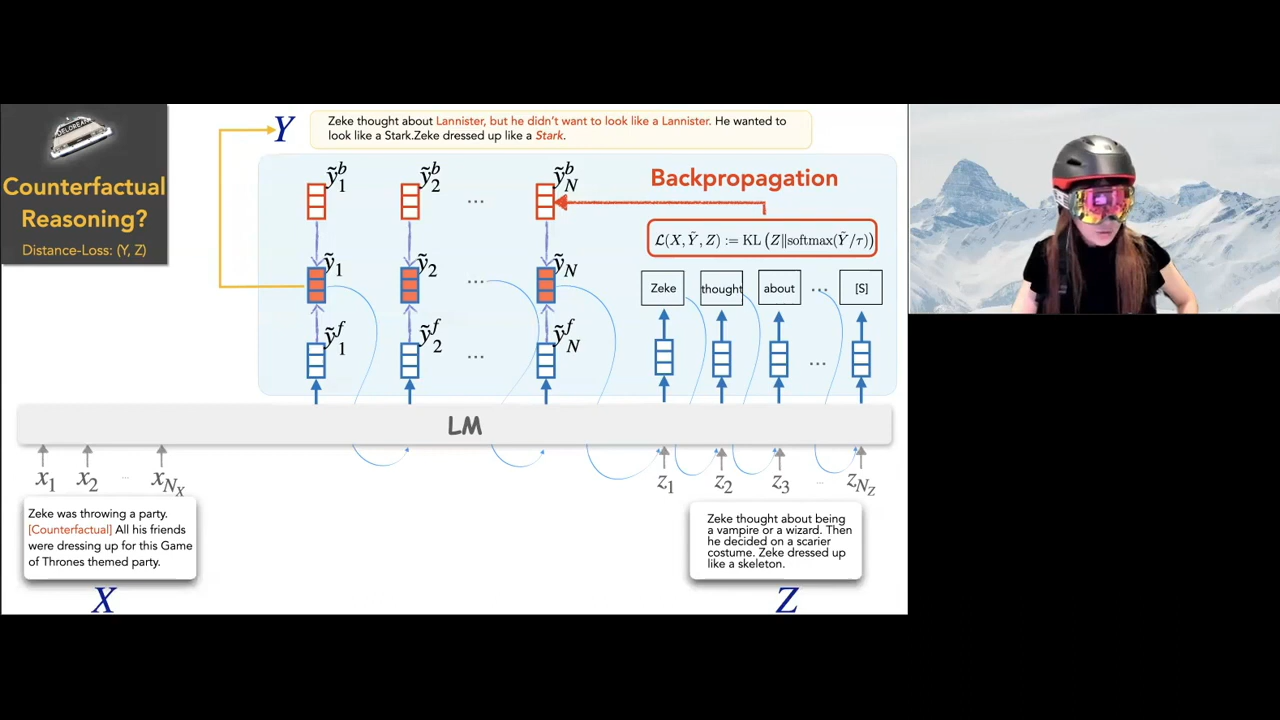 DELOREAN
Counterfactual
Reasoning?
Distance-Loss: (Y, Z)
Y
Zeke thought about Lannister, but he didn't want to look like a Lannister. He wanted to
look like a Stark.Zeke dressed up like a Stark.
ỹ₁ᵇ ỹ₂ᵇ ... ỹ_Nᵇ
Backpropagation
L(X, Ỹ, Z) := KL (Z||softmax(Ỹ/τ))
ỹ₁ ỹ₂ ... ỹ_N
Zeke thought about ... [S]
ỹ₁ᶠ ỹ₂ᶠ ... ỹ_Nᶠ ...
LM
x₁ x₂ ... x_{N_X} z₁ z₂ z₃ ... z_{N_Z}
Zeke was throwing a party.
[Counterfactual] All his friends
were dressing up for this Game
of Thrones themed party.
X
Zeke thought about being
a vampire or a wizard. Then
he decided on a scarier
costume. Zeke dressed up
like a skeleton.
Z